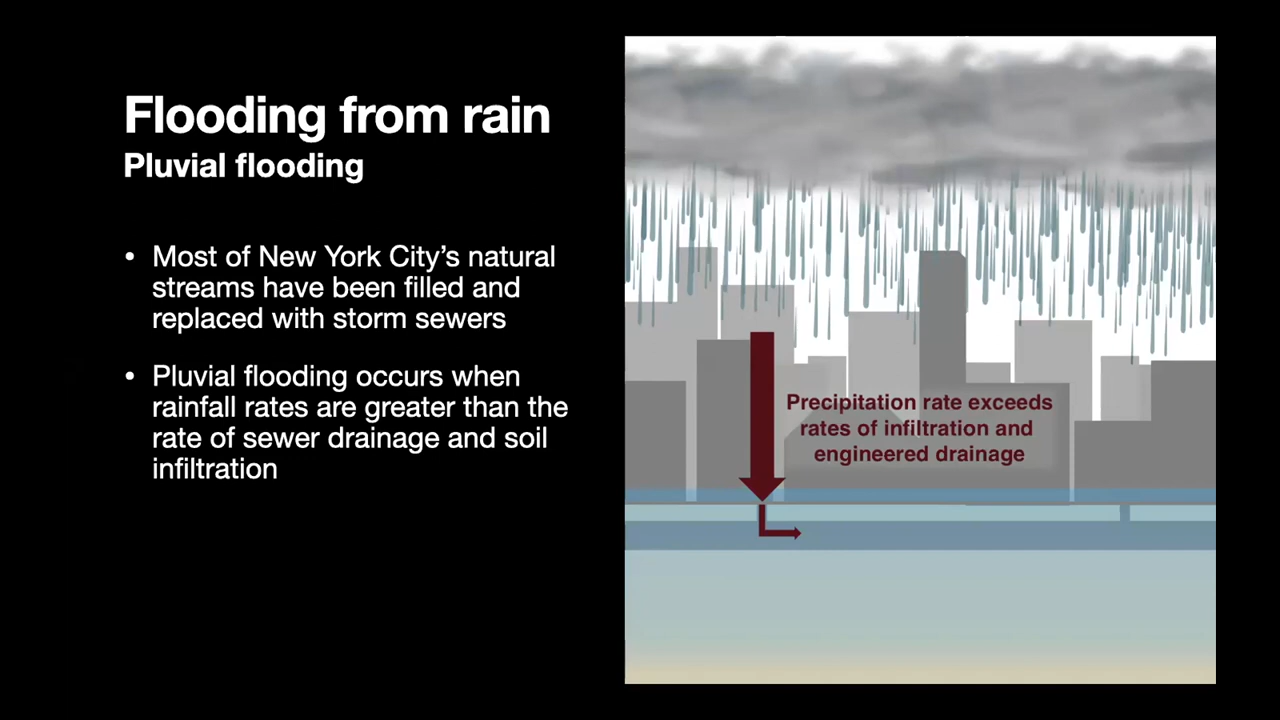 Flooding from rain
Pluvial flooding
• Most of New York City’s natural
streams have been filled and
replaced with storm sewers
• Pluvial flooding occurs when
rainfall rates are greater than the
rate of sewer drainage and soil
infiltration
Precipitation rate exceeds
rates of infiltration and
engineered drainage